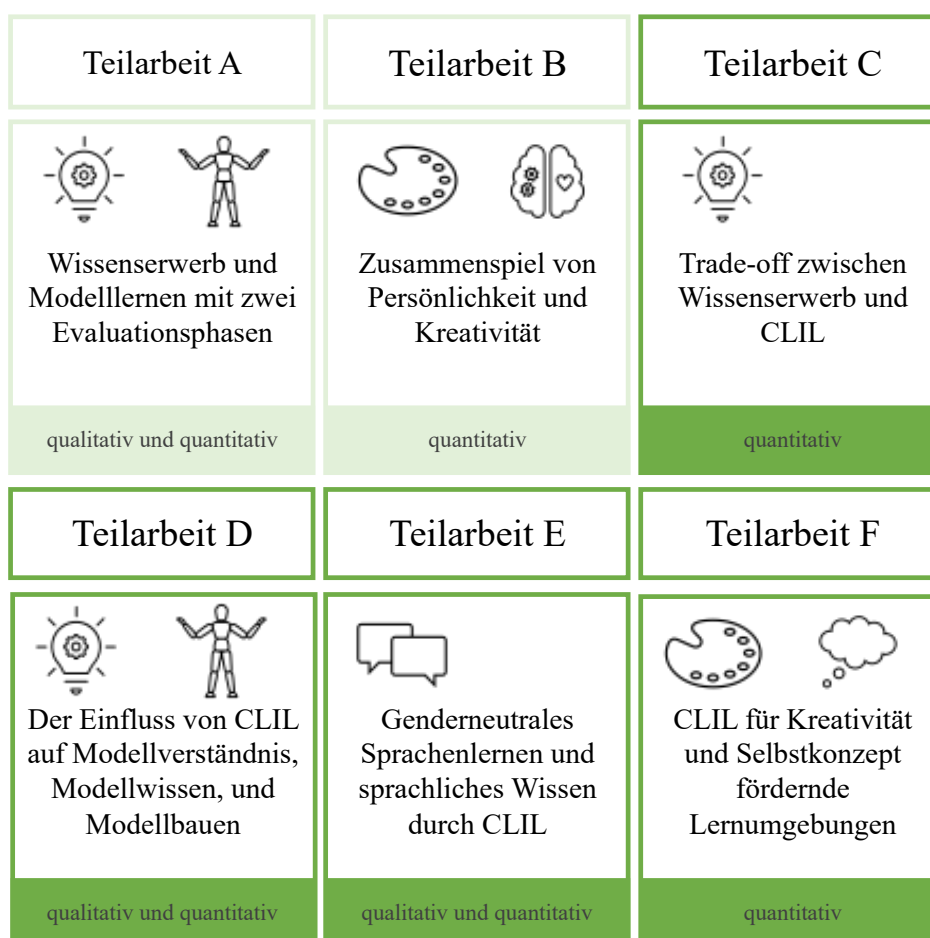 Teilarbeit A
Teilarbeit B
Teilarbeit C
Wissenserwerb und
Modelllernen mit zwei
Evaluationsphasen
Zusammenspiel von
Persönlichkeit und
Kreativität
Trade-off zwischen
Wissenserwerb und
CLIL
qualitativ und quantitativ
quantitativ
quantitativ
Teilarbeit D
Teilarbeit E
Teilarbeit F
Der Einfluss von CLIL
auf Modellverständnis,
Modellwissen, und
Modellbauen
Genderneutrales
Sprachenlernen und
sprachliches Wissen
durch CLIL
CLIL für Kreativität
und Selbstkonzept
fördernde
Lernumgebungen
qualitativ und quantitativ
qualitativ und quantitativ
quantitativ